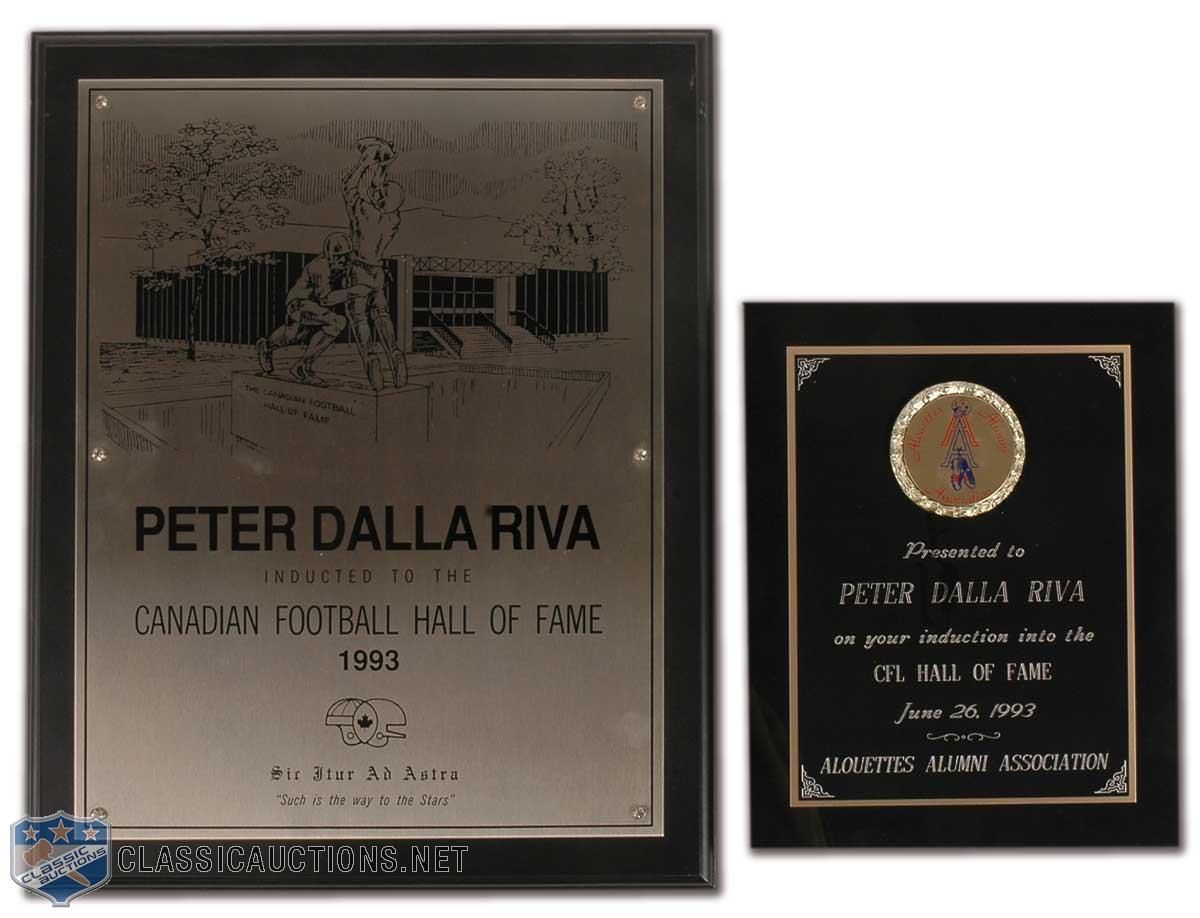 THE CANADIAN FOOTBALL
HALL OF FAME
PETER DALLA RIVA
INDUCTED TO THE
CANADIAN FOOTBALL HALL OF FAME
1993
Sic Itur Ad Astra
"Such is the way to the Stars"
CLASSIC
AUCTIONS
CLASSICAUCTIONS.NET
Alouettes Alumni
Association
Presented to
PETER DALLA RIVA
on your induction into the
CFL HALL OF FAME
June 26, 1993
ALOUETTES ALUMNI ASSOCIATION